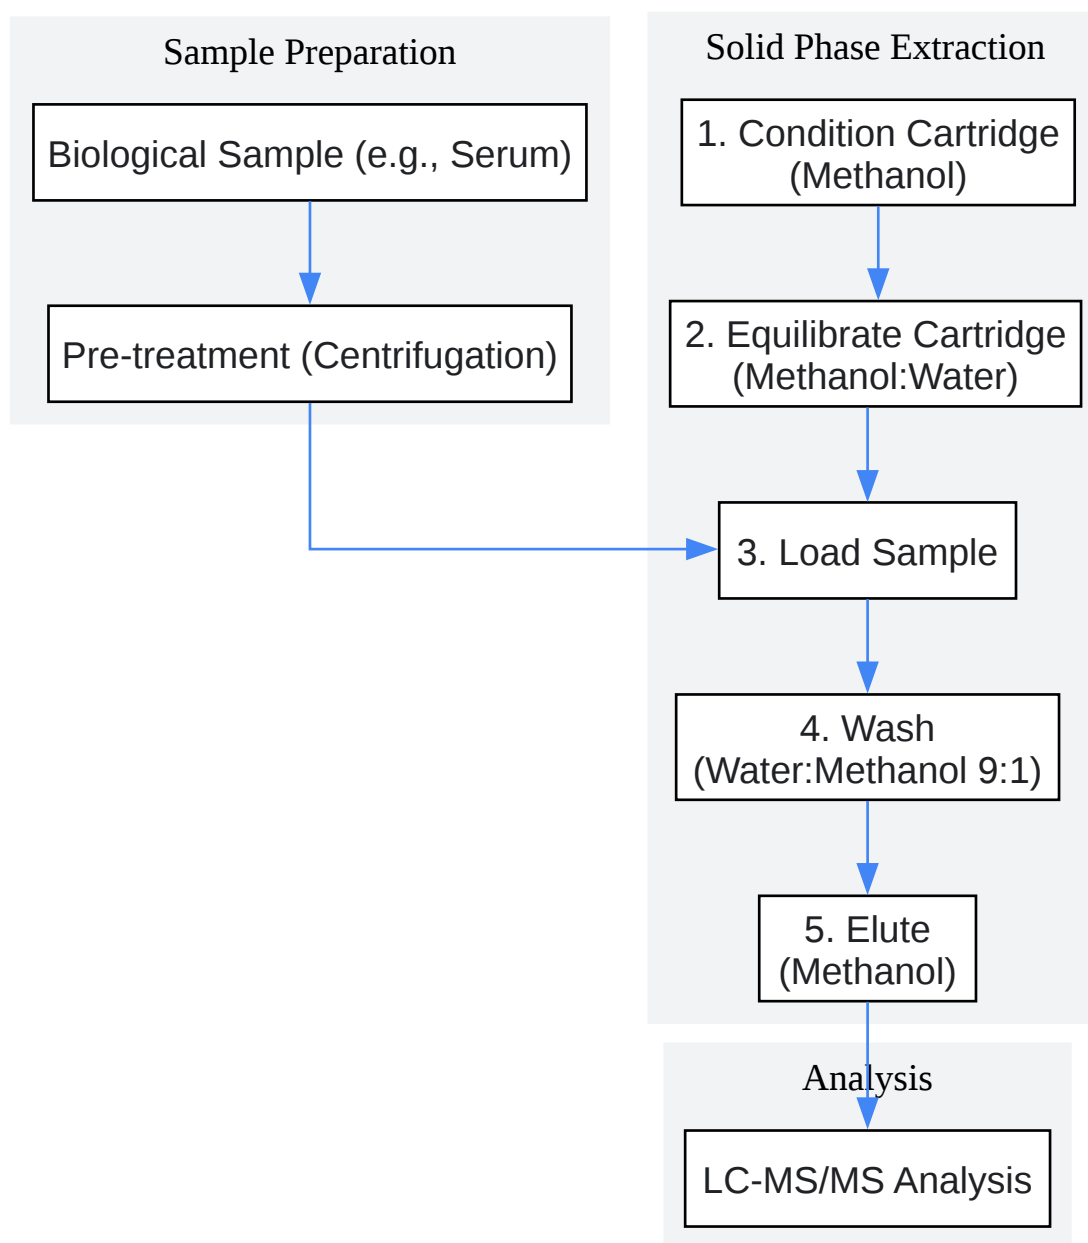 Sample Preparation
Biological Sample (e.g., Serum)
Pre-treatment (Centrifugation)
Solid Phase Extraction
1. Condition Cartridge
(Methanol)
2. Equilibrate Cartridge
(Methanol:Water)
3. Load Sample
4. Wash
(Water:Methanol 9:1)
5. Elute
(Methanol)
Analysis
LC-MS/MS Analysis